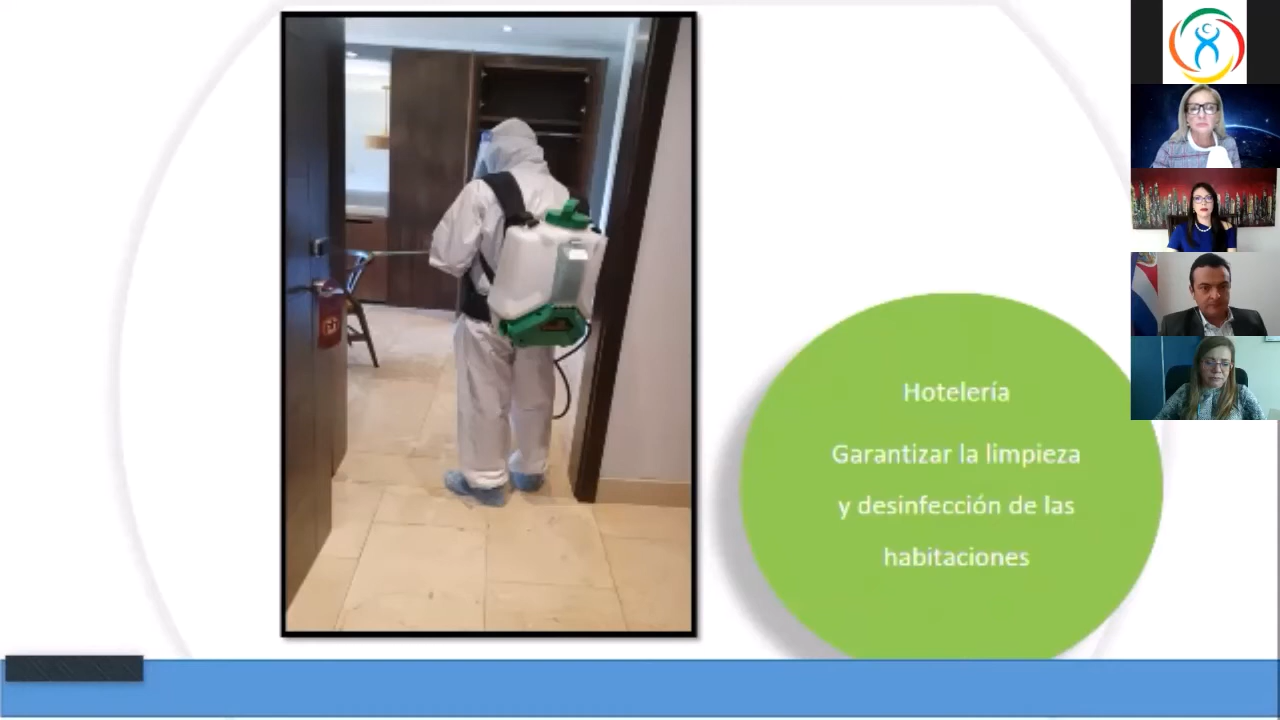 Hotelería
Garantizar la limpieza
y desinfección de las
habitaciones